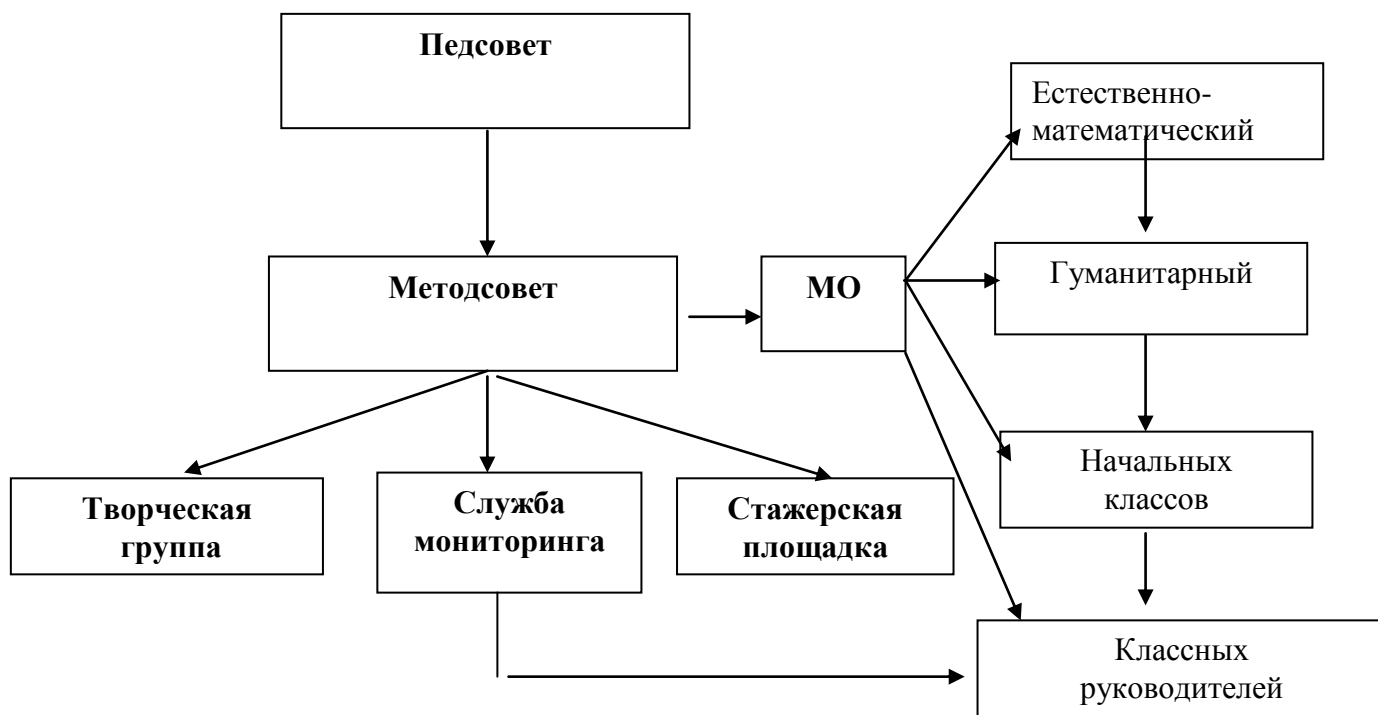 Педсовет
Естественно-
математический
Методсовет
МО
Гуманитарный
Начальных
классов
Творческая
группа
Служба
мониторинга
Стажерская
площадка
Классных
руководителей